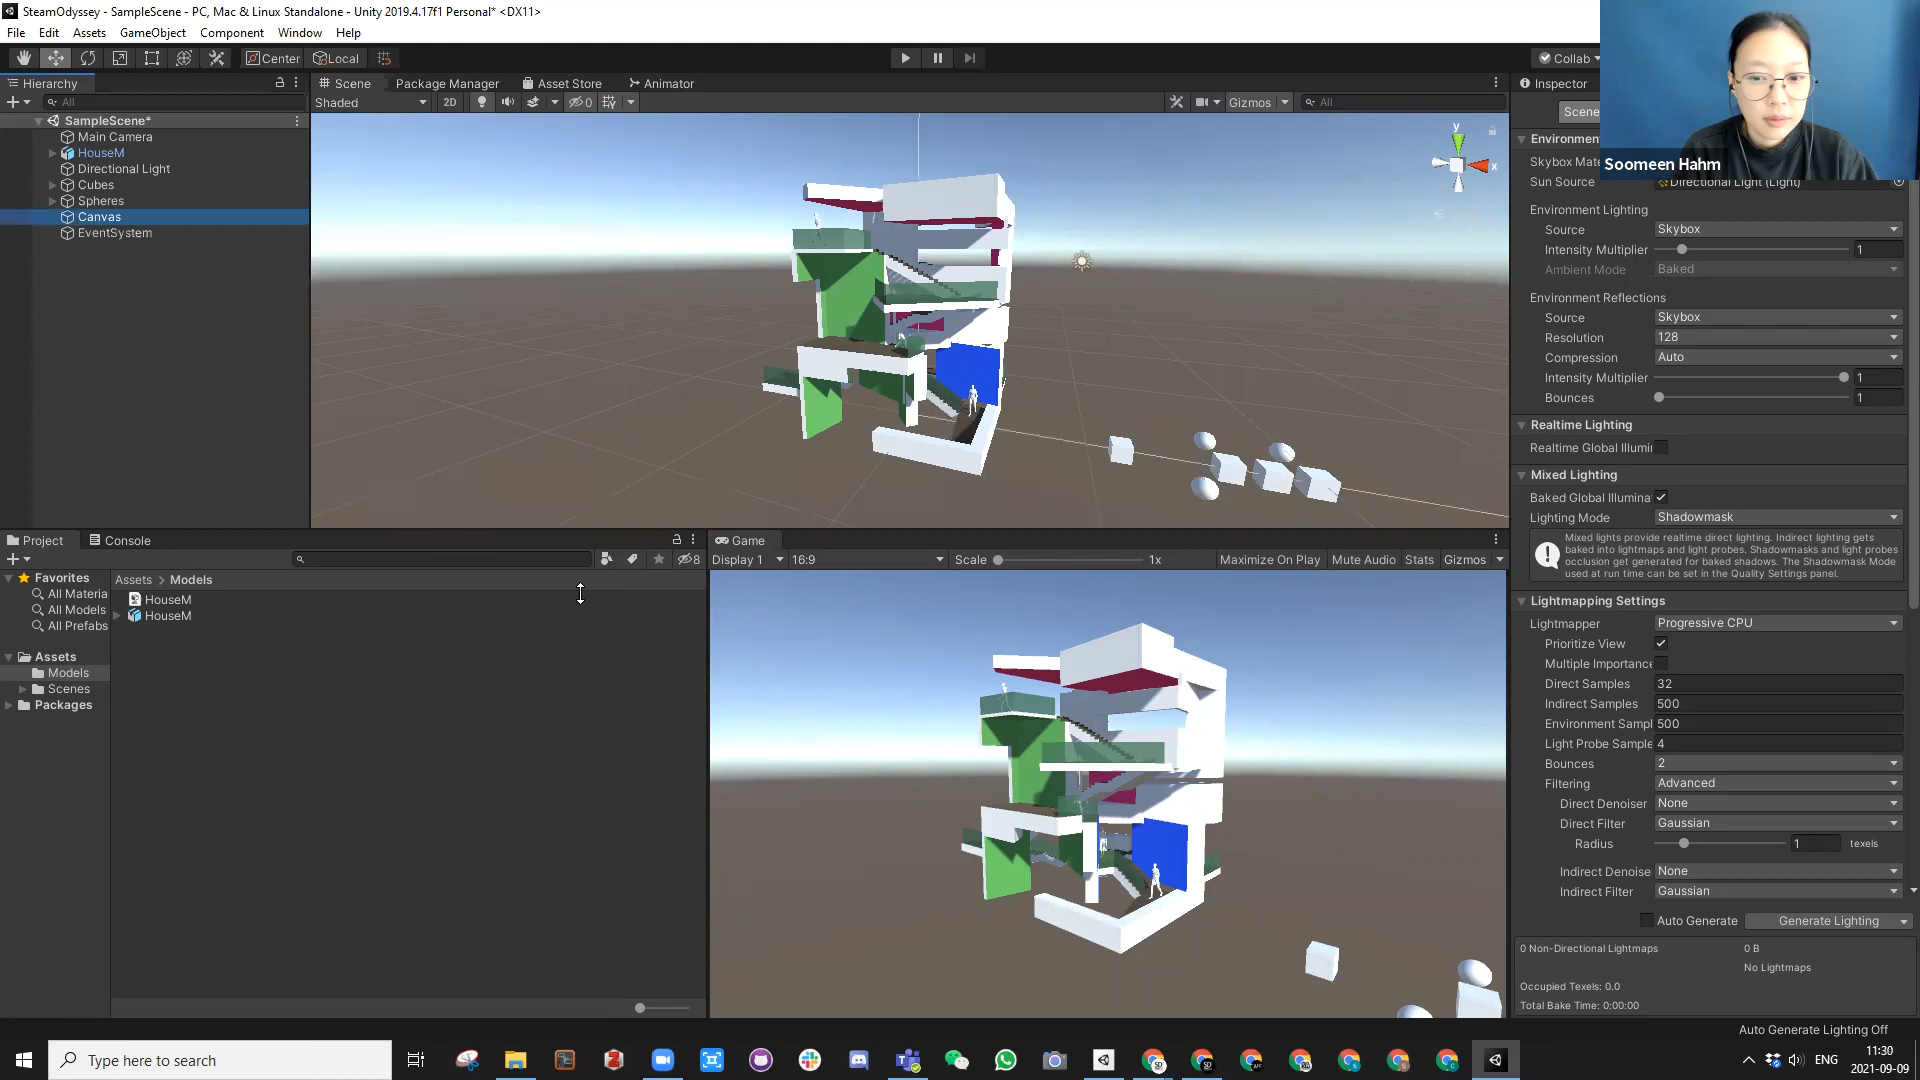 SteamOdyssey - SampleScene - PC, Mac & Linux Standalone - Unity 2019.4.17f1 Personal* <DX11>
File Edit Assets GameObject Component Window Help
Center Local
Collab
Hierarchy
Scene Package Manager Asset Store Animator
Inspector
All
Shaded 2D 0 Gizmos All
Scene
SampleScene*
Main Camera
HouseM
Directional Light
Cubes
Spheres
Canvas
EventSystem
y
x
Soomeen Hahm
Environmen
Skybox Mate
Sun Source Directional Light (Light)
Environment Lighting
Source Skybox
Intensity Multiplier 1
Ambient Mode Baked
Environment Reflections
Source Skybox
Resolution 128
Compression Auto
Intensity Multiplier 1
Bounces 1
Realtime Lighting
Realtime Global Illumi
Mixed Lighting
Baked Global Illumina
Lighting Mode Shadowmask
Mixed lights provide realtime direct lighting. Indirect lighting gets
baked into lightmaps and light probes. Shadowmasks and light probes
occlusion get generated for baked shadows. The Shadowmask Mode
used at run time can be set in the Quality Settings panel.
Lightmapping Settings
Lightmapper Progressive CPU
Prioritize View
Multiple Importance
Direct Samples 32
Indirect Samples 500
Environment Sampl 500
Light Probe Sample 4
Bounces 2
Filtering Advanced
Direct Denoiser None
Direct Filter Gaussian
Radius 1 texels
Indirect Denoise None
Indirect Filter Gaussian
Auto Generate Generate Lighting
0 Non-Directional Lightmaps 0 B
No Lightmaps
Occupied Texels: 0.0
Total Bake Time: 0:00:00
Auto Generate Lighting Off
Project Console
8
Favorites
All Materia
All Models
All Prefabs
Assets
Models
Scenes
Packages
Assets > Models
HouseM
HouseM
Game
Display 1 16:9 Scale 1x Maximize On Play Mute Audio Stats Gizmos
Type here to search
ENG
11:30
2021-09-09